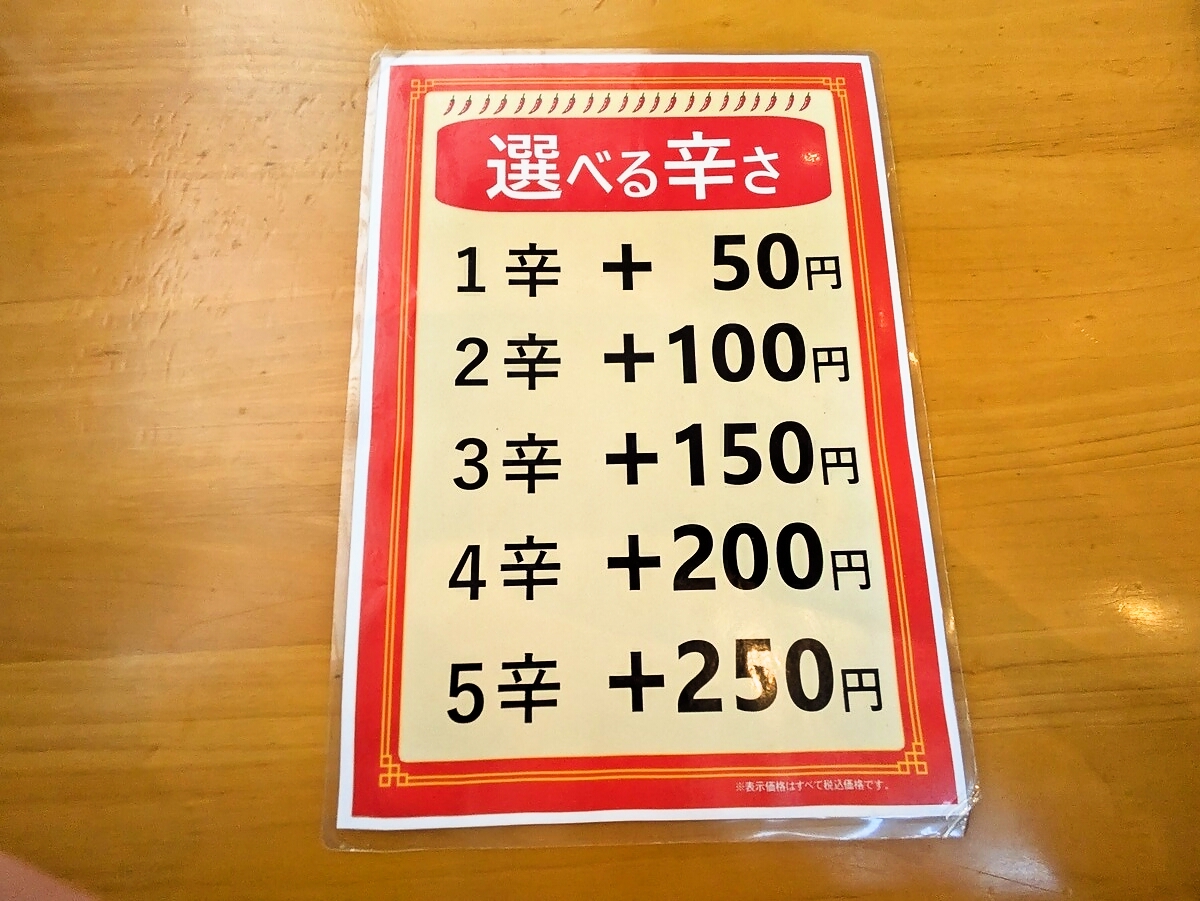 選べる辛さ
1辛 + 50円
2辛 +100円
3辛 +150円
4辛 +200円
5辛 +250円
※表示価格はすべて税込価格です。